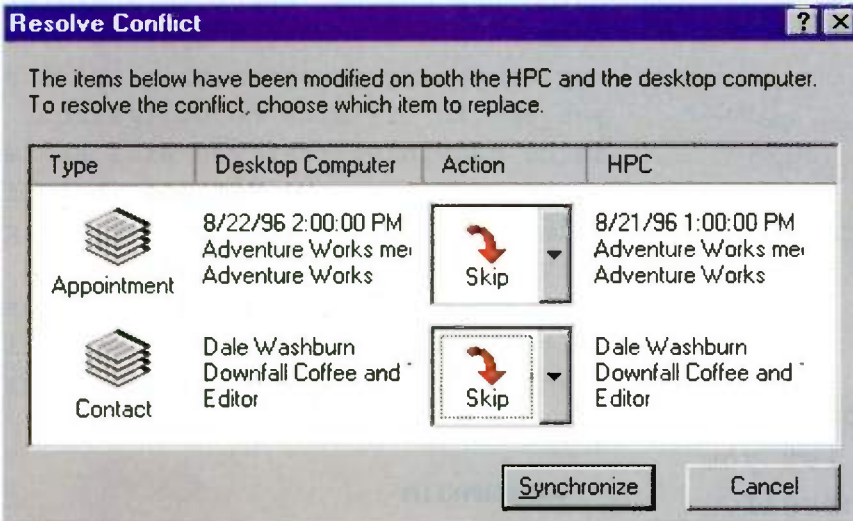 Resolve Conflict
The items below have been modified on both the HPC and the desktop computer.
To resolve the conflict, choose which item to replace.
Type Desktop Computer Action HPC
Appointment
8/22/96 2:00:00 PM
Adventure Works me
Adventure Works
Skip
8/21/96 1:00:00 PM
Adventure Works me
Adventure Works
Contact
Dale Washburn
Downfall Coffee and
Editor
Skip
Dale Washburn
Downfall Coffee and
Editor
Synchronize Cancel